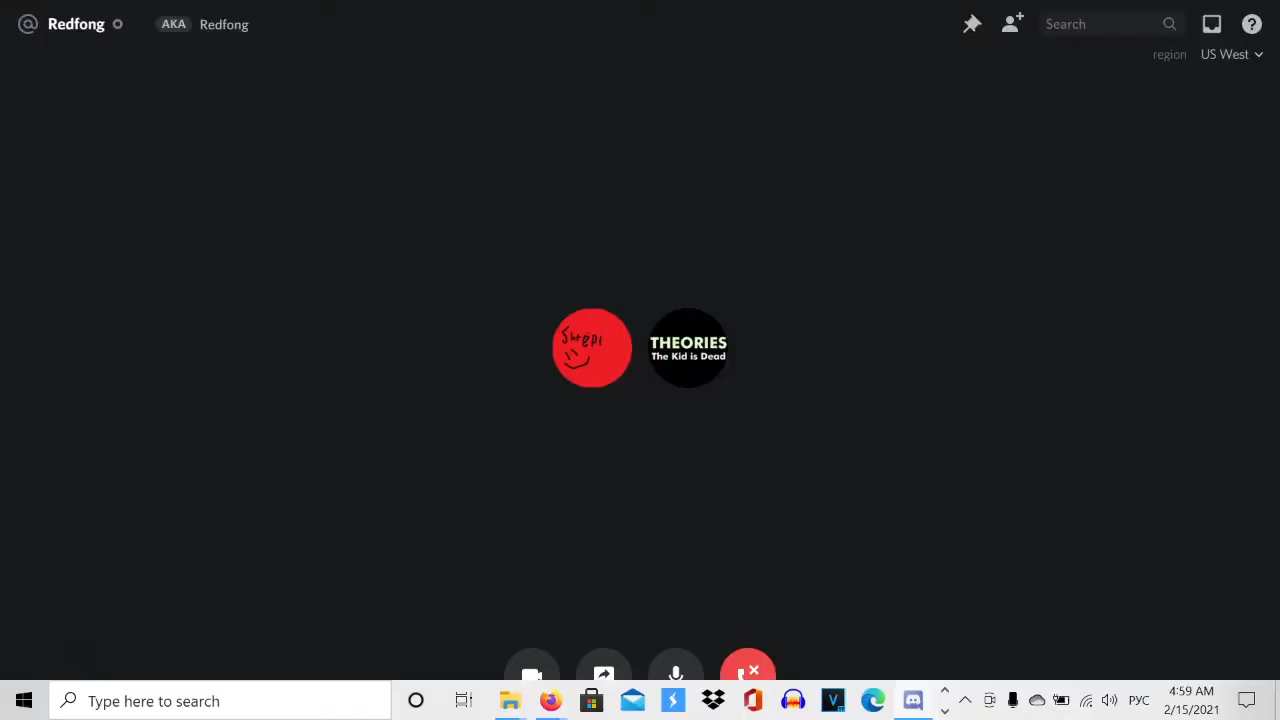 Redfong AKA Redfong Search
region US West
Shrepi
THEORIES
The Kid is Dead
Type here to search
РУС
4:59 AM
2/15/2021